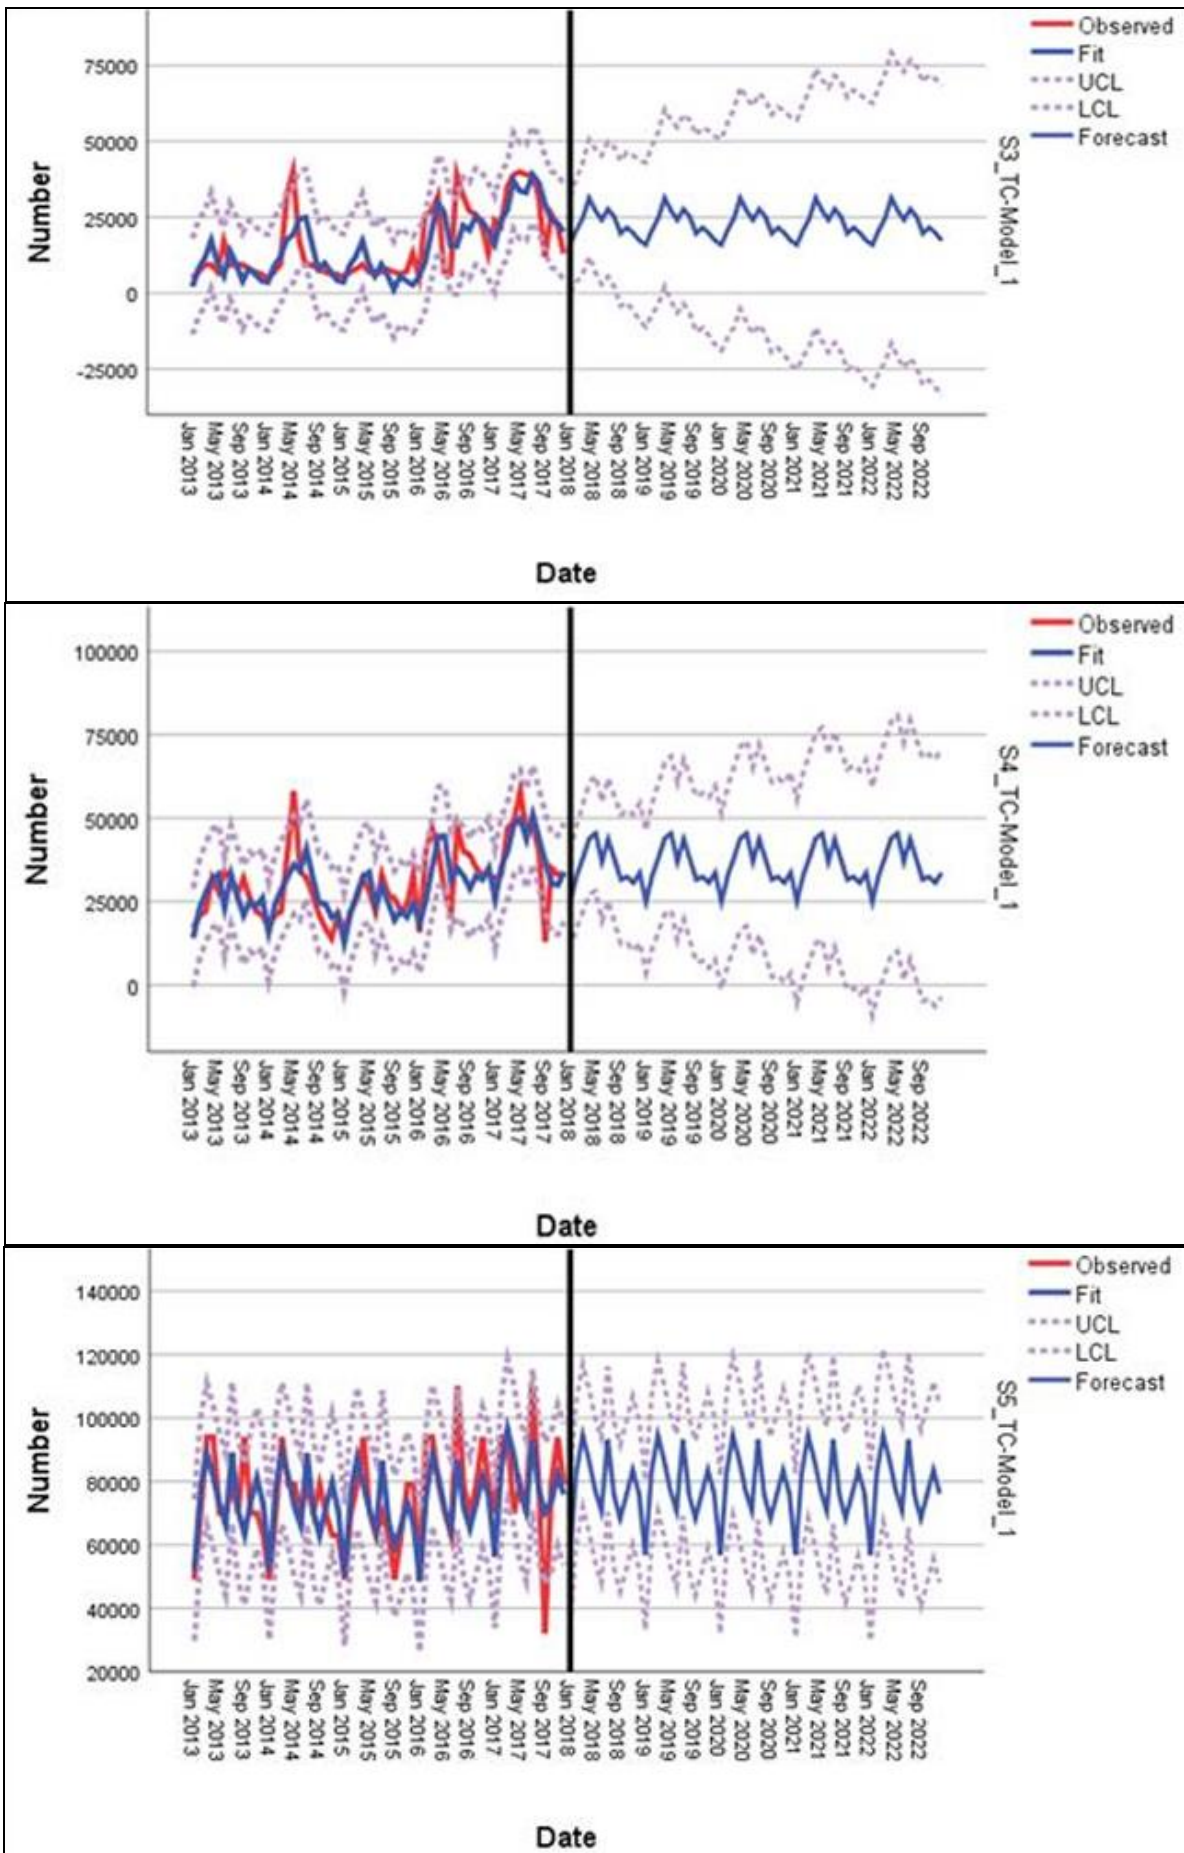 Observed
Fit
UCL
LCL
Forecast
75000
50000
25000
0
-25000
Number
S3_TC-Model_1
Jan 2013
May 2013
Sep 2013
Jan 2014
May 2014
Sep 2014
Jan 2015
May 2015
Sep 2015
Jan 2016
May 2016
Sep 2016
Jan 2017
May 2017
Sep 2017
Jan 2018
May 2018
Sep 2018
Jan 2019
May 2019
Sep 2019
Jan 2020
May 2020
Sep 2020
Jan 2021
May 2021
Sep 2021
Jan 2022
May 2022
Sep 2022
Date
Observed
Fit
UCL
LCL
Forecast
100000
75000
50000
25000
0
Number
S4_TC-Model_1
Jan 2013
May 2013
Sep 2013
Jan 2014
May 2014
Sep 2014
Jan 2015
May 2015
Sep 2015
Jan 2016
May 2016
Sep 2016
Jan 2017
May 2017
Sep 2017
Jan 2018
May 2018
Sep 2018
Jan 2019
May 2019
Sep 2019
Jan 2020
May 2020
Sep 2020
Jan 2021
May 2021
Sep 2021
Jan 2022
May 2022
Sep 2022
Date
Observed
Fit
UCL
LCL
Forecast
140000
120000
100000
80000
60000
40000
20000
Number
S5_TC-Model_1
Jan 2013
May 2013
Sep 2013
Jan 2014
May 2014
Sep 2014
Jan 2015
May 2015
Sep 2015
Jan 2016
May 2016
Sep 2016
Jan 2017
May 2017
Sep 2017
Jan 2018
May 2018
Sep 2018
Jan 2019
May 2019
Sep 2019
Jan 2020
May 2020
Sep 2020
Jan 2021
May 2021
Sep 2021
Jan 2022
May 2022
Sep 2022
Date